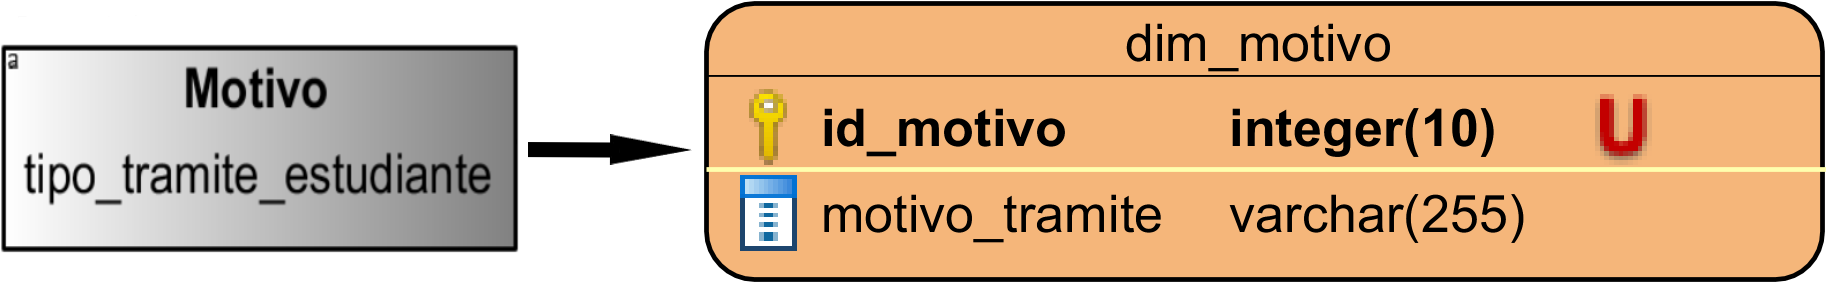 a
Motivo
tipo_tramite_estudiante
dim_motivo
id_motivo integer(10) U
motivo_tramite varchar(255)